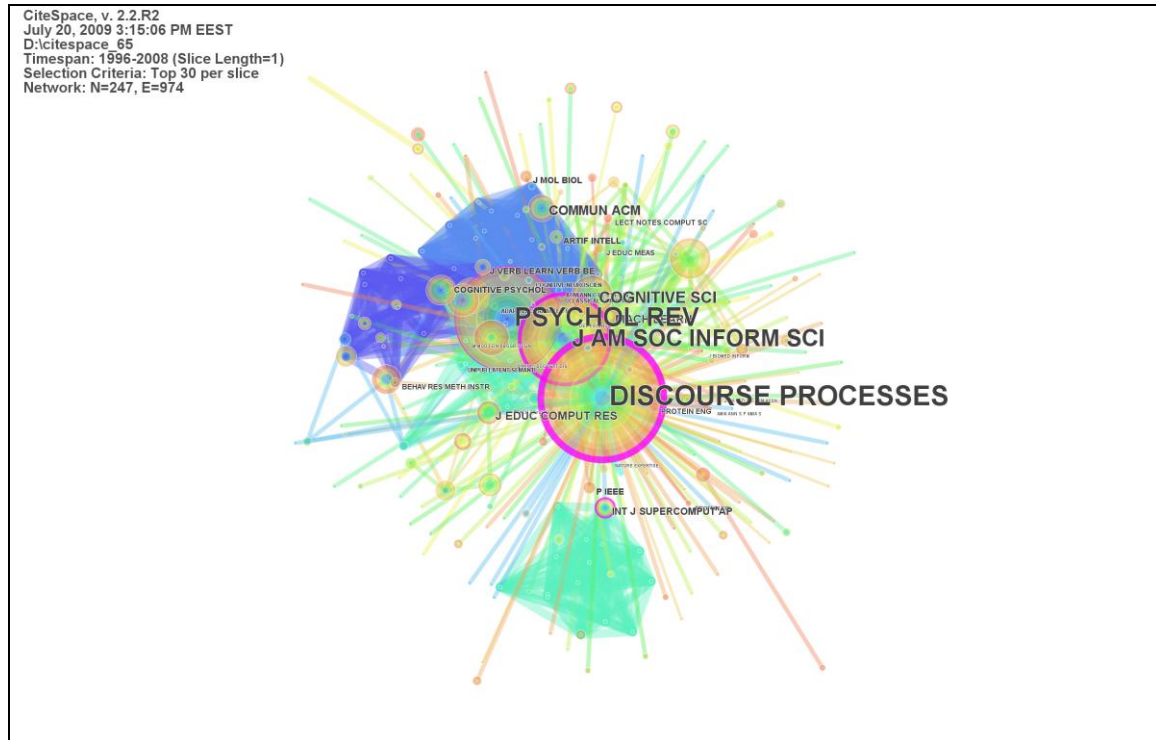 CiteSpace, v. 2.2.R2
July 20, 2009 3:15:06 PM EEST
D:\citespace_65
Timespan: 1996-2008 (Slice Length=1)
Selection Criteria: Top 30 per slice
Network: N=247, E=974
J MOL BIOL
COMMUN ACM
LECT NOTES COMPUT SC
ARTIF INTELL
J EDUC MEAS
J VERB LEARN VERB BE
COGNITIVE PSYCHOL
COGNITIVE SCI
PSYCHOL REV
J AM SOC INFORM SCI
BEHAV RES METH INSTR
DISCOURSE PROCESSES
J EDUC COMPUT RES
PROTEIN ENG
P IEEE
INT J SUPERCOMPUT AP